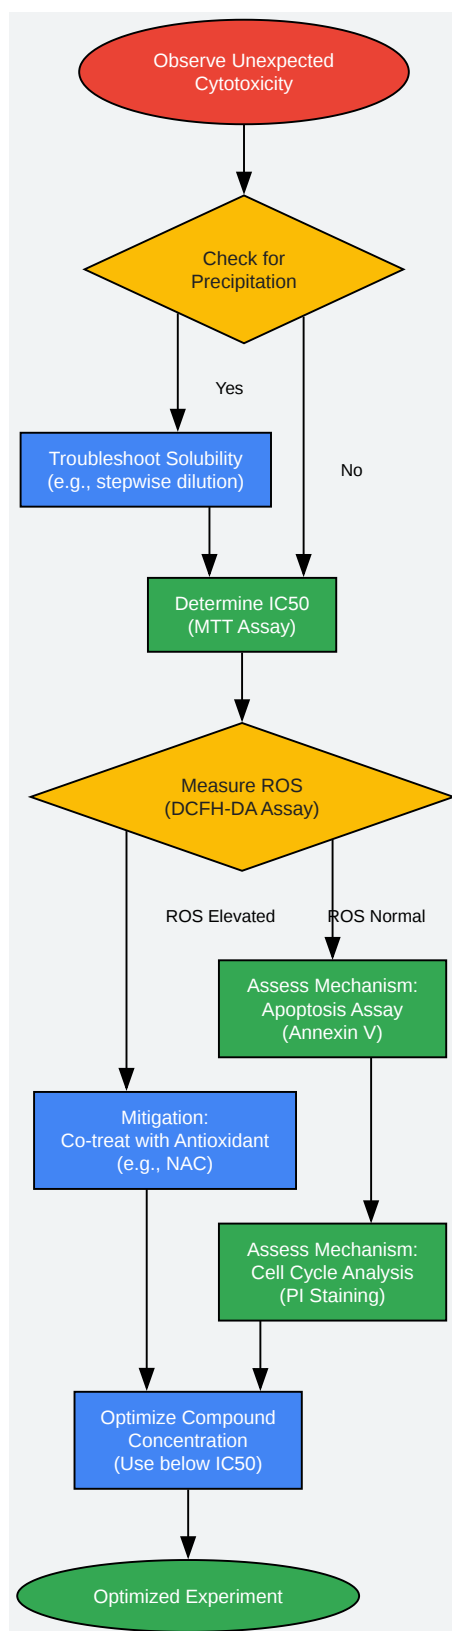 Observe Unexpected
Cytotoxicity
Check for
Precipitation
Yes
Troubleshoot Solubility
(e.g., stepwise dilution)
No
Determine IC50
(MTT Assay)
Measure ROS
(DCFH-DA Assay)
ROS Elevated
ROS Normal
Assess Mechanism:
Apoptosis Assay
(Annexin V)
Mitigation:
Co-treat with Antioxidant
(e.g., NAC)
Assess Mechanism:
Cell Cycle Analysis
(PI Staining)
Optimize Compound
Concentration
(Use below IC50)
Optimized Experiment